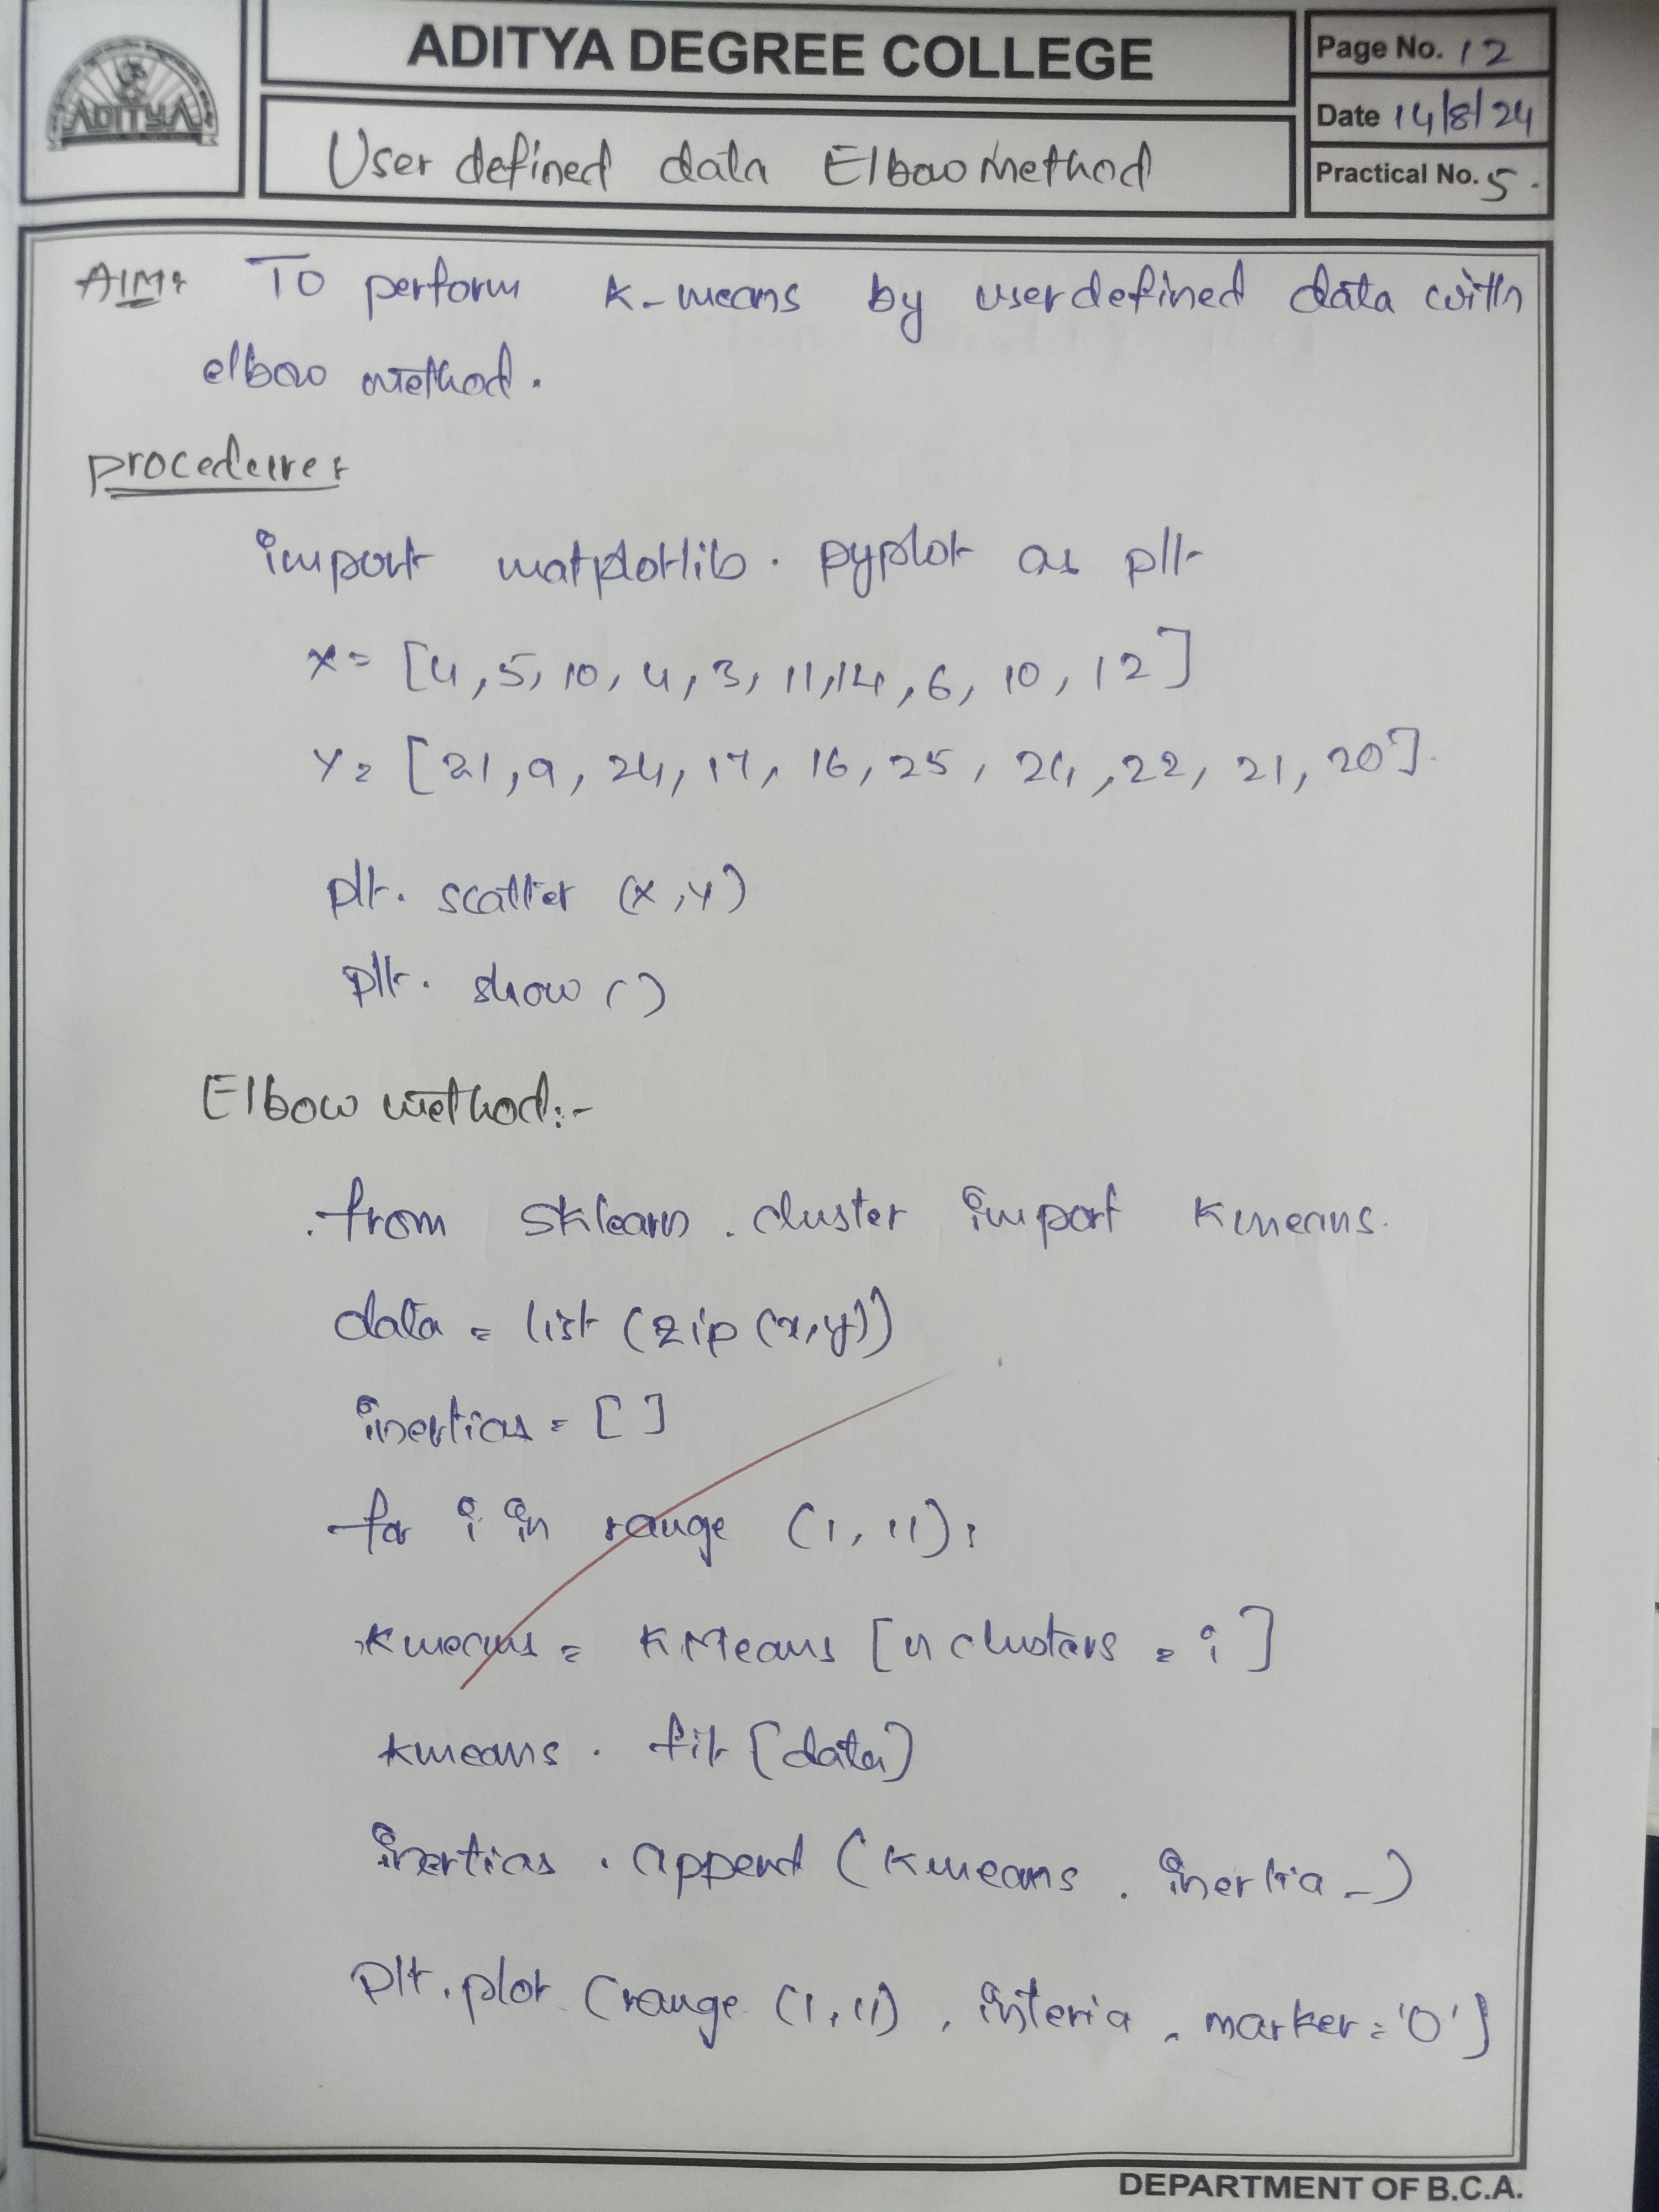 ADITYA
ADITYA DEGREE COLLEGE
Page No. 12
Date 14/8/24
Practical No. 5.
User defined data Elbow Method
AIM: To perform K-means by userdefined data with
elbow method.
procedure:
import matplotlib . pyplot as plt
x= [4,5,10,4,3,11,14,6,10,12]
Y= [21,9,24,17,16,25,24,22,21,20].
plt. scatter (x,y)
plt. show ()
Elbow method:-
from sklearn . cluster import Kmeans.
data = list (zip (x,y))
inertias = [ ]
for i in range (1,11):
Kmeans = KMeans [n clusters = i]
kmeans . fit [data]
inertias . append (Kmeans . inertia _)
plt.plot (range (1,11) , interia , marker='O']
DEPARTMENT OF B.C.A.